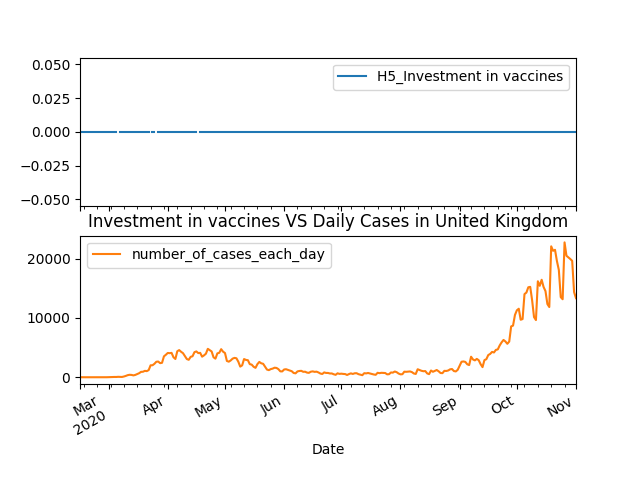 0.050
0.025
0.000
−0.025
−0.050
H5_Investment in vaccines
Investment in vaccines VS Daily Cases in United Kingdom
number_of_cases_each_day
20000
10000
0
Mar
2020
Apr
May
Jun
Jul
Aug
Sep
Oct
Nov
Date